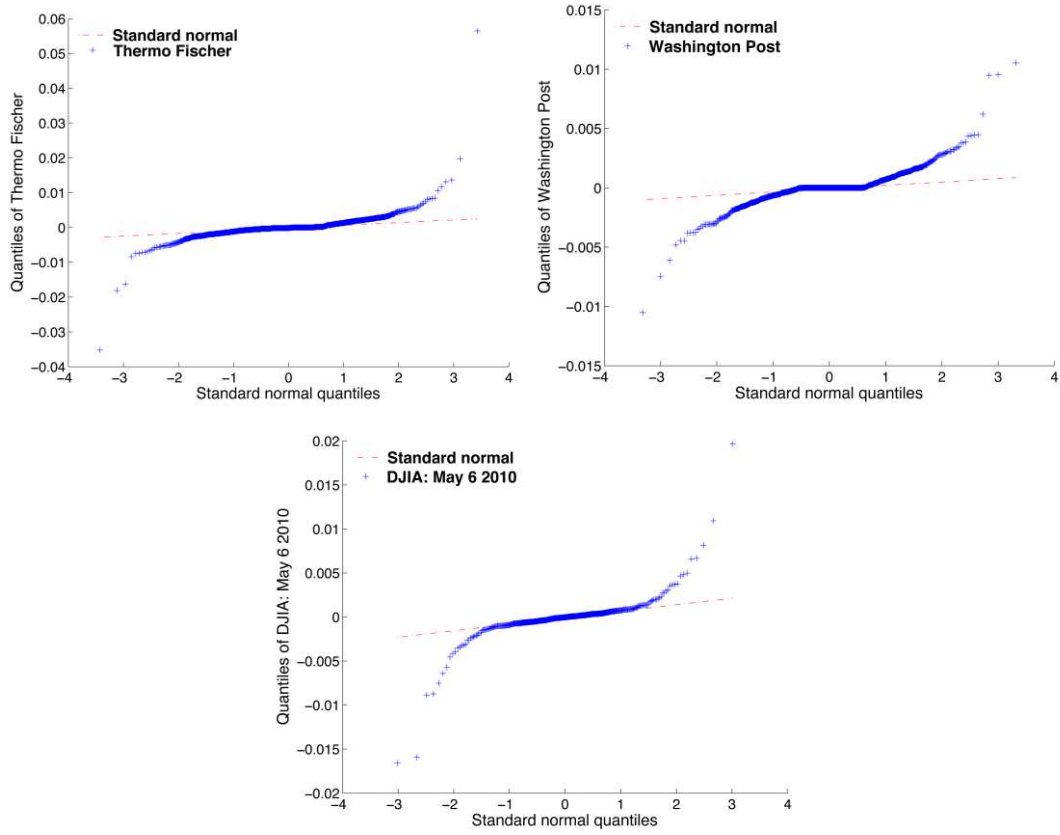 Standard normal
Thermo Fischer
Quantiles of Thermo Fischer
0.06
0.05
0.04
0.03
0.02
0.01
0
−0.01
−0.02
−0.03
−0.04
−4 −3 −2 −1 0 1 2 3 4
Standard normal quantiles
Standard normal
Washington Post
Quantiles of Washington Post
0.015
0.01
0.005
0
−0.005
−0.01
−0.015
−4 −3 −2 −1 0 1 2 3 4
Standard normal quantiles
Standard normal
DJIA: May 6 2010
Quantiles of DJIA: May 6 2010
0.02
0.015
0.01
0.005
0
−0.005
−0.01
−0.015
−0.02
−4 −3 −2 −1 0 1 2 3 4
Standard normal quantiles